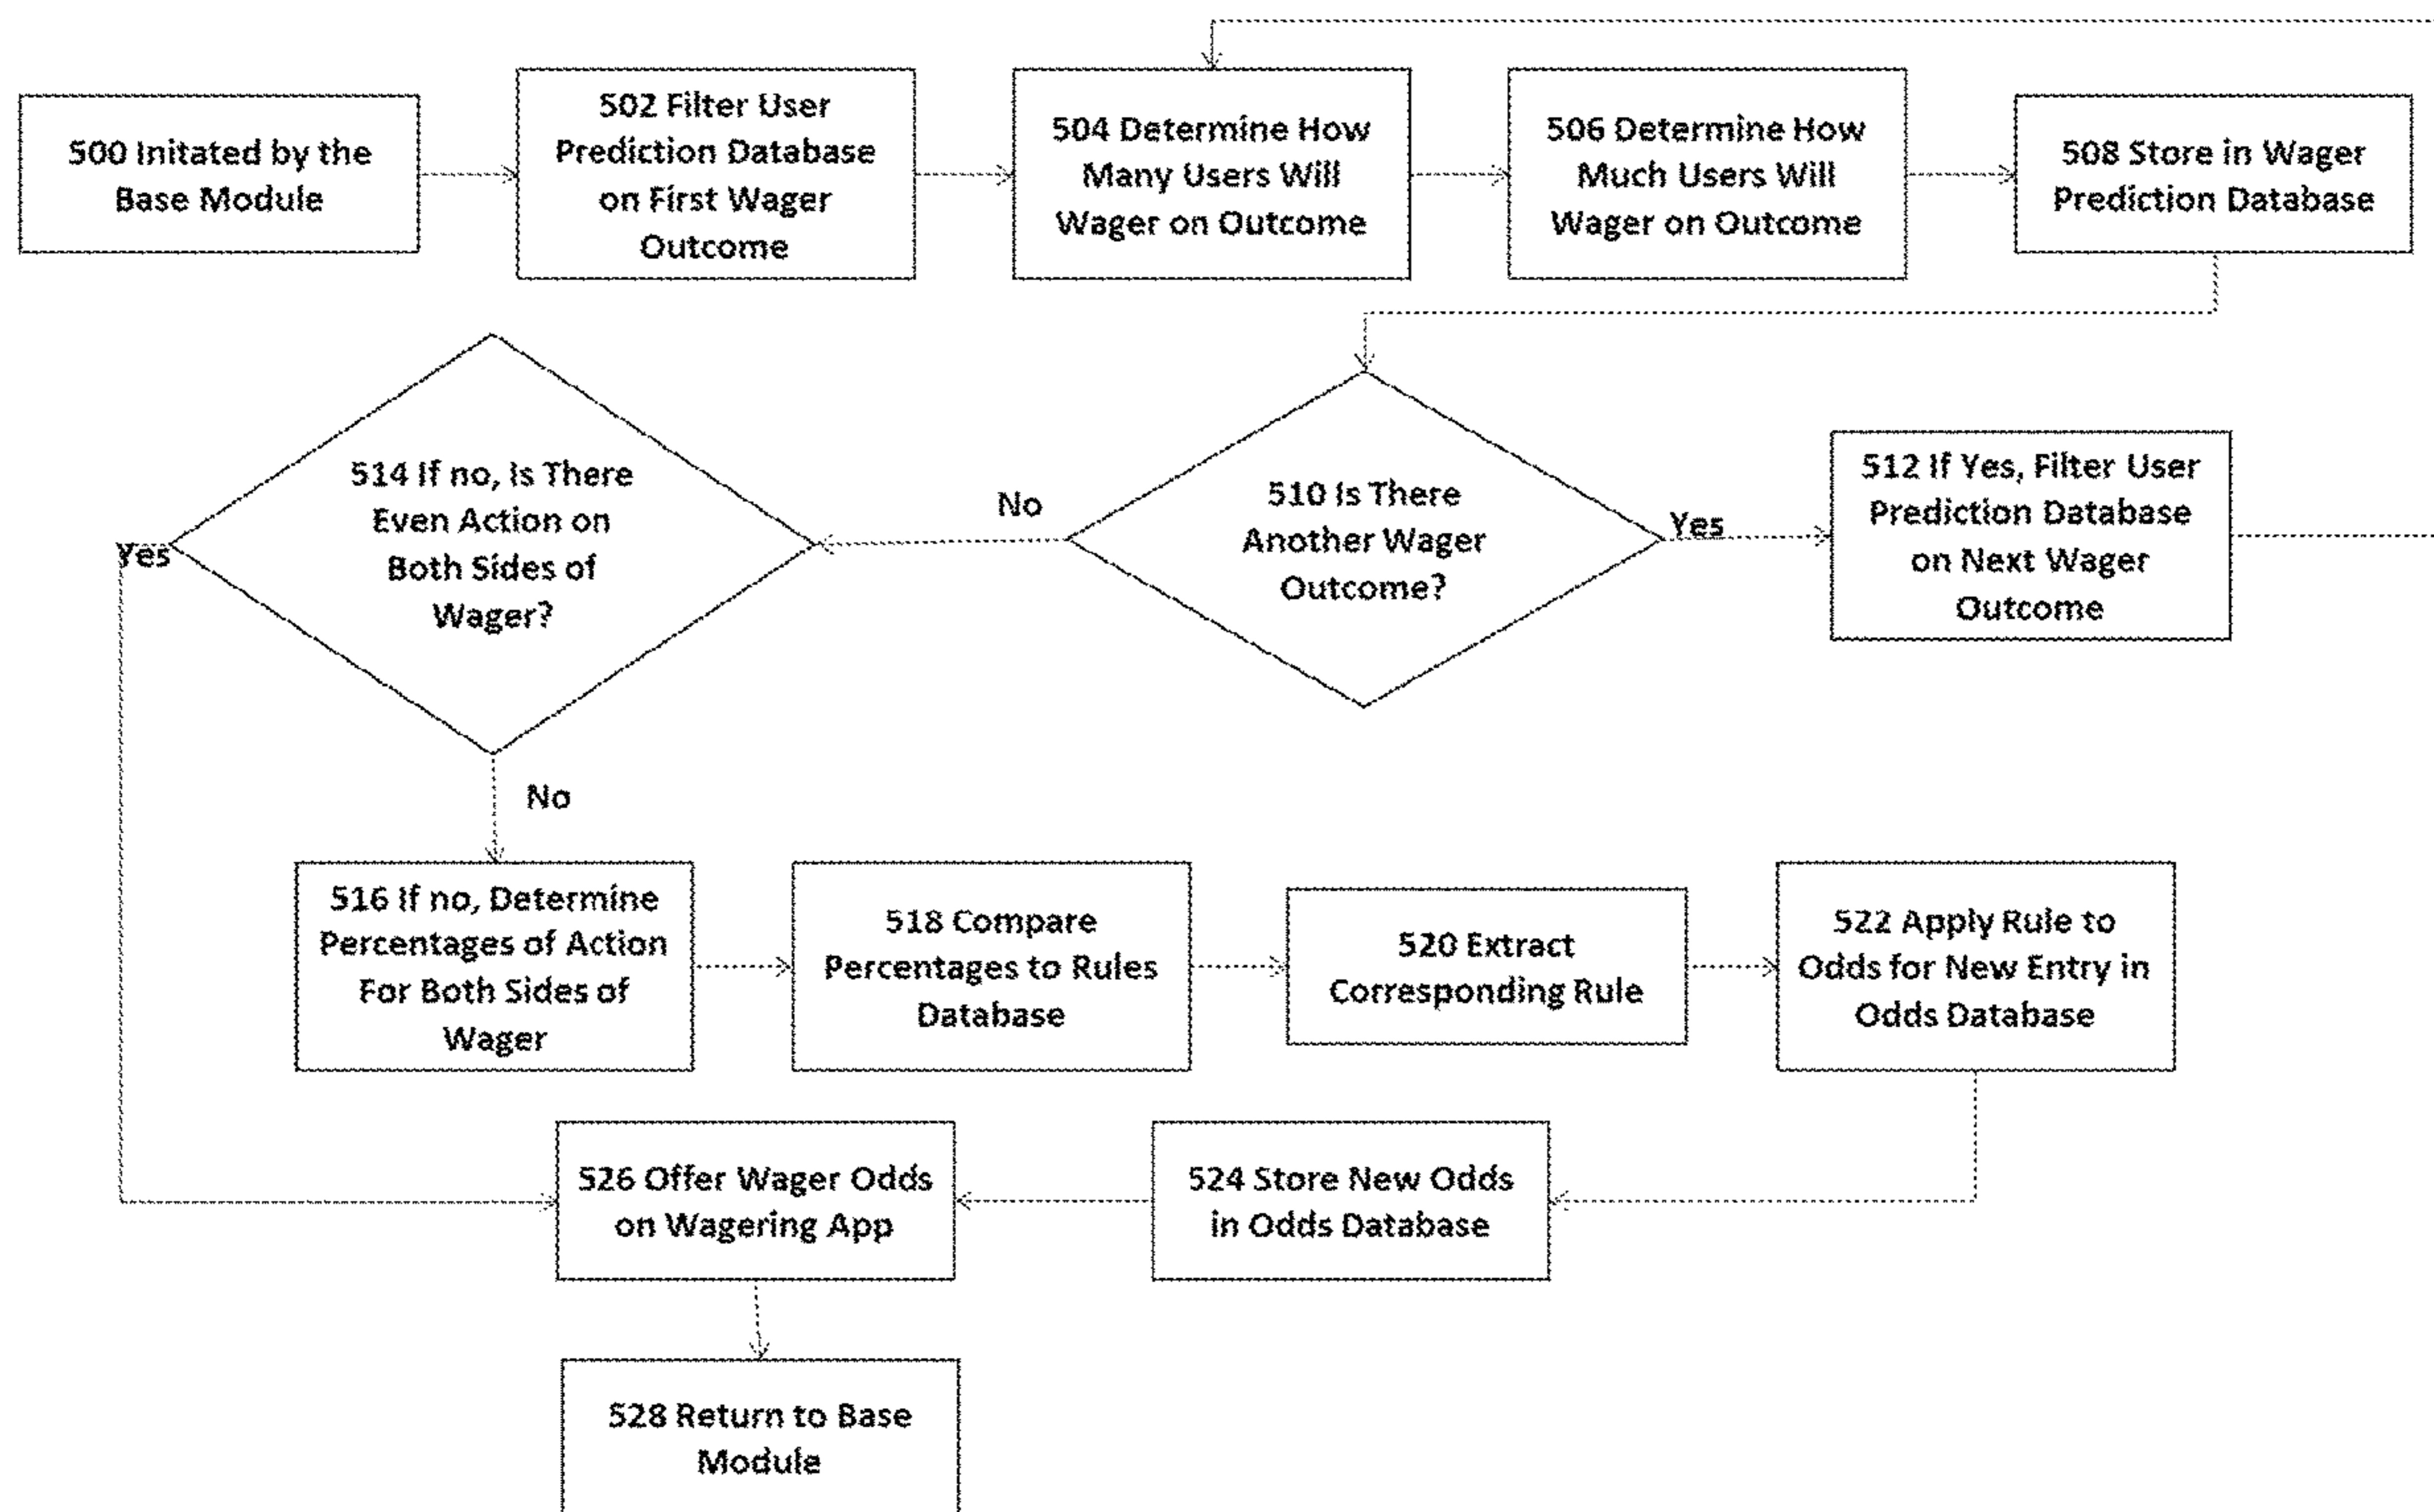 500 Initated by the
Base Module
502 Filter User
Prediction Database
on First Wager
Outcome
504 Determine How
Many Users Will
Wager on Outcome
506 Determine How
Much Users Will
Wager on Outcome
508 Store in Wager
Prediction Database
510 Is There
Another Wager
Outcome?
Yes
512 If Yes, Filter User
Prediction Database
on Next Wager
Outcome
No
514 If no, Is There
Even Action on
Both Sides of
Wager?
Yes
No
516 If no, Determine
Percentages of Action
For Both Sides of
Wager
518 Compare
Percentages to Rules
Database
520 Extract
Corresponding Rule
522 Apply Rule to
Odds for New Entry in
Odds Database
524 Store New Odds
in Odds Database
526 Offer Wager Odds
on Wagering App
528 Return to Base
Module